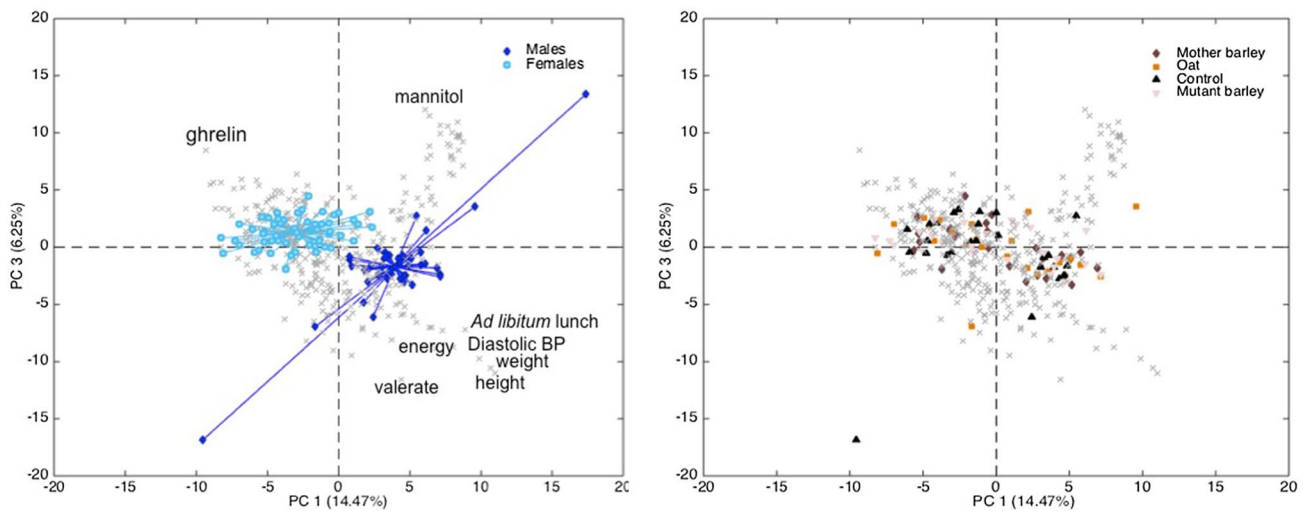 20
15
10
5
0
-5
-10
-15
-20
PC 3 (6.25%)
Males
Females
mannitol
ghrelin
Ad libitum lunch
energy Diastolic BP
weight
valerate height
-20 -15 -10 -5 0 5 10 15 20
PC 1 (14.47%)
20
15
10
5
0
-5
-10
-15
-20
PC 3 (6.25%)
Mother barley
Oat
Control
Mutant barley
-20 -15 -10 -5 0 5 10 15 20
PC 1 (14.47%)